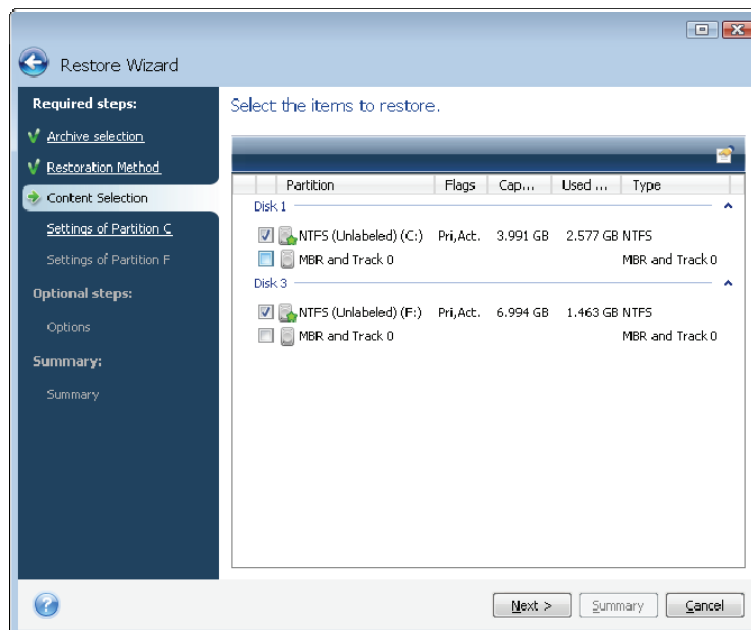 Restore Wizard
Required steps:
Archive selection
Restoration Method
Content Selection
Settings of Partition C
Settings of Partition F
Optional steps:
Options
Summary:
Summary
Select the items to restore.
Partition Flags Cap... Used ... Type
Disk 1
NTFS (Unlabeled) (C:) Pri,Act. 3.991 GB 2.577 GB NTFS
MBR and Track 0 MBR and Track 0
Disk 3
NTFS (Unlabeled) (F:) Pri,Act. 6.994 GB 1.463 GB NTFS
MBR and Track 0 MBR and Track 0
? Next > Summary Cancel